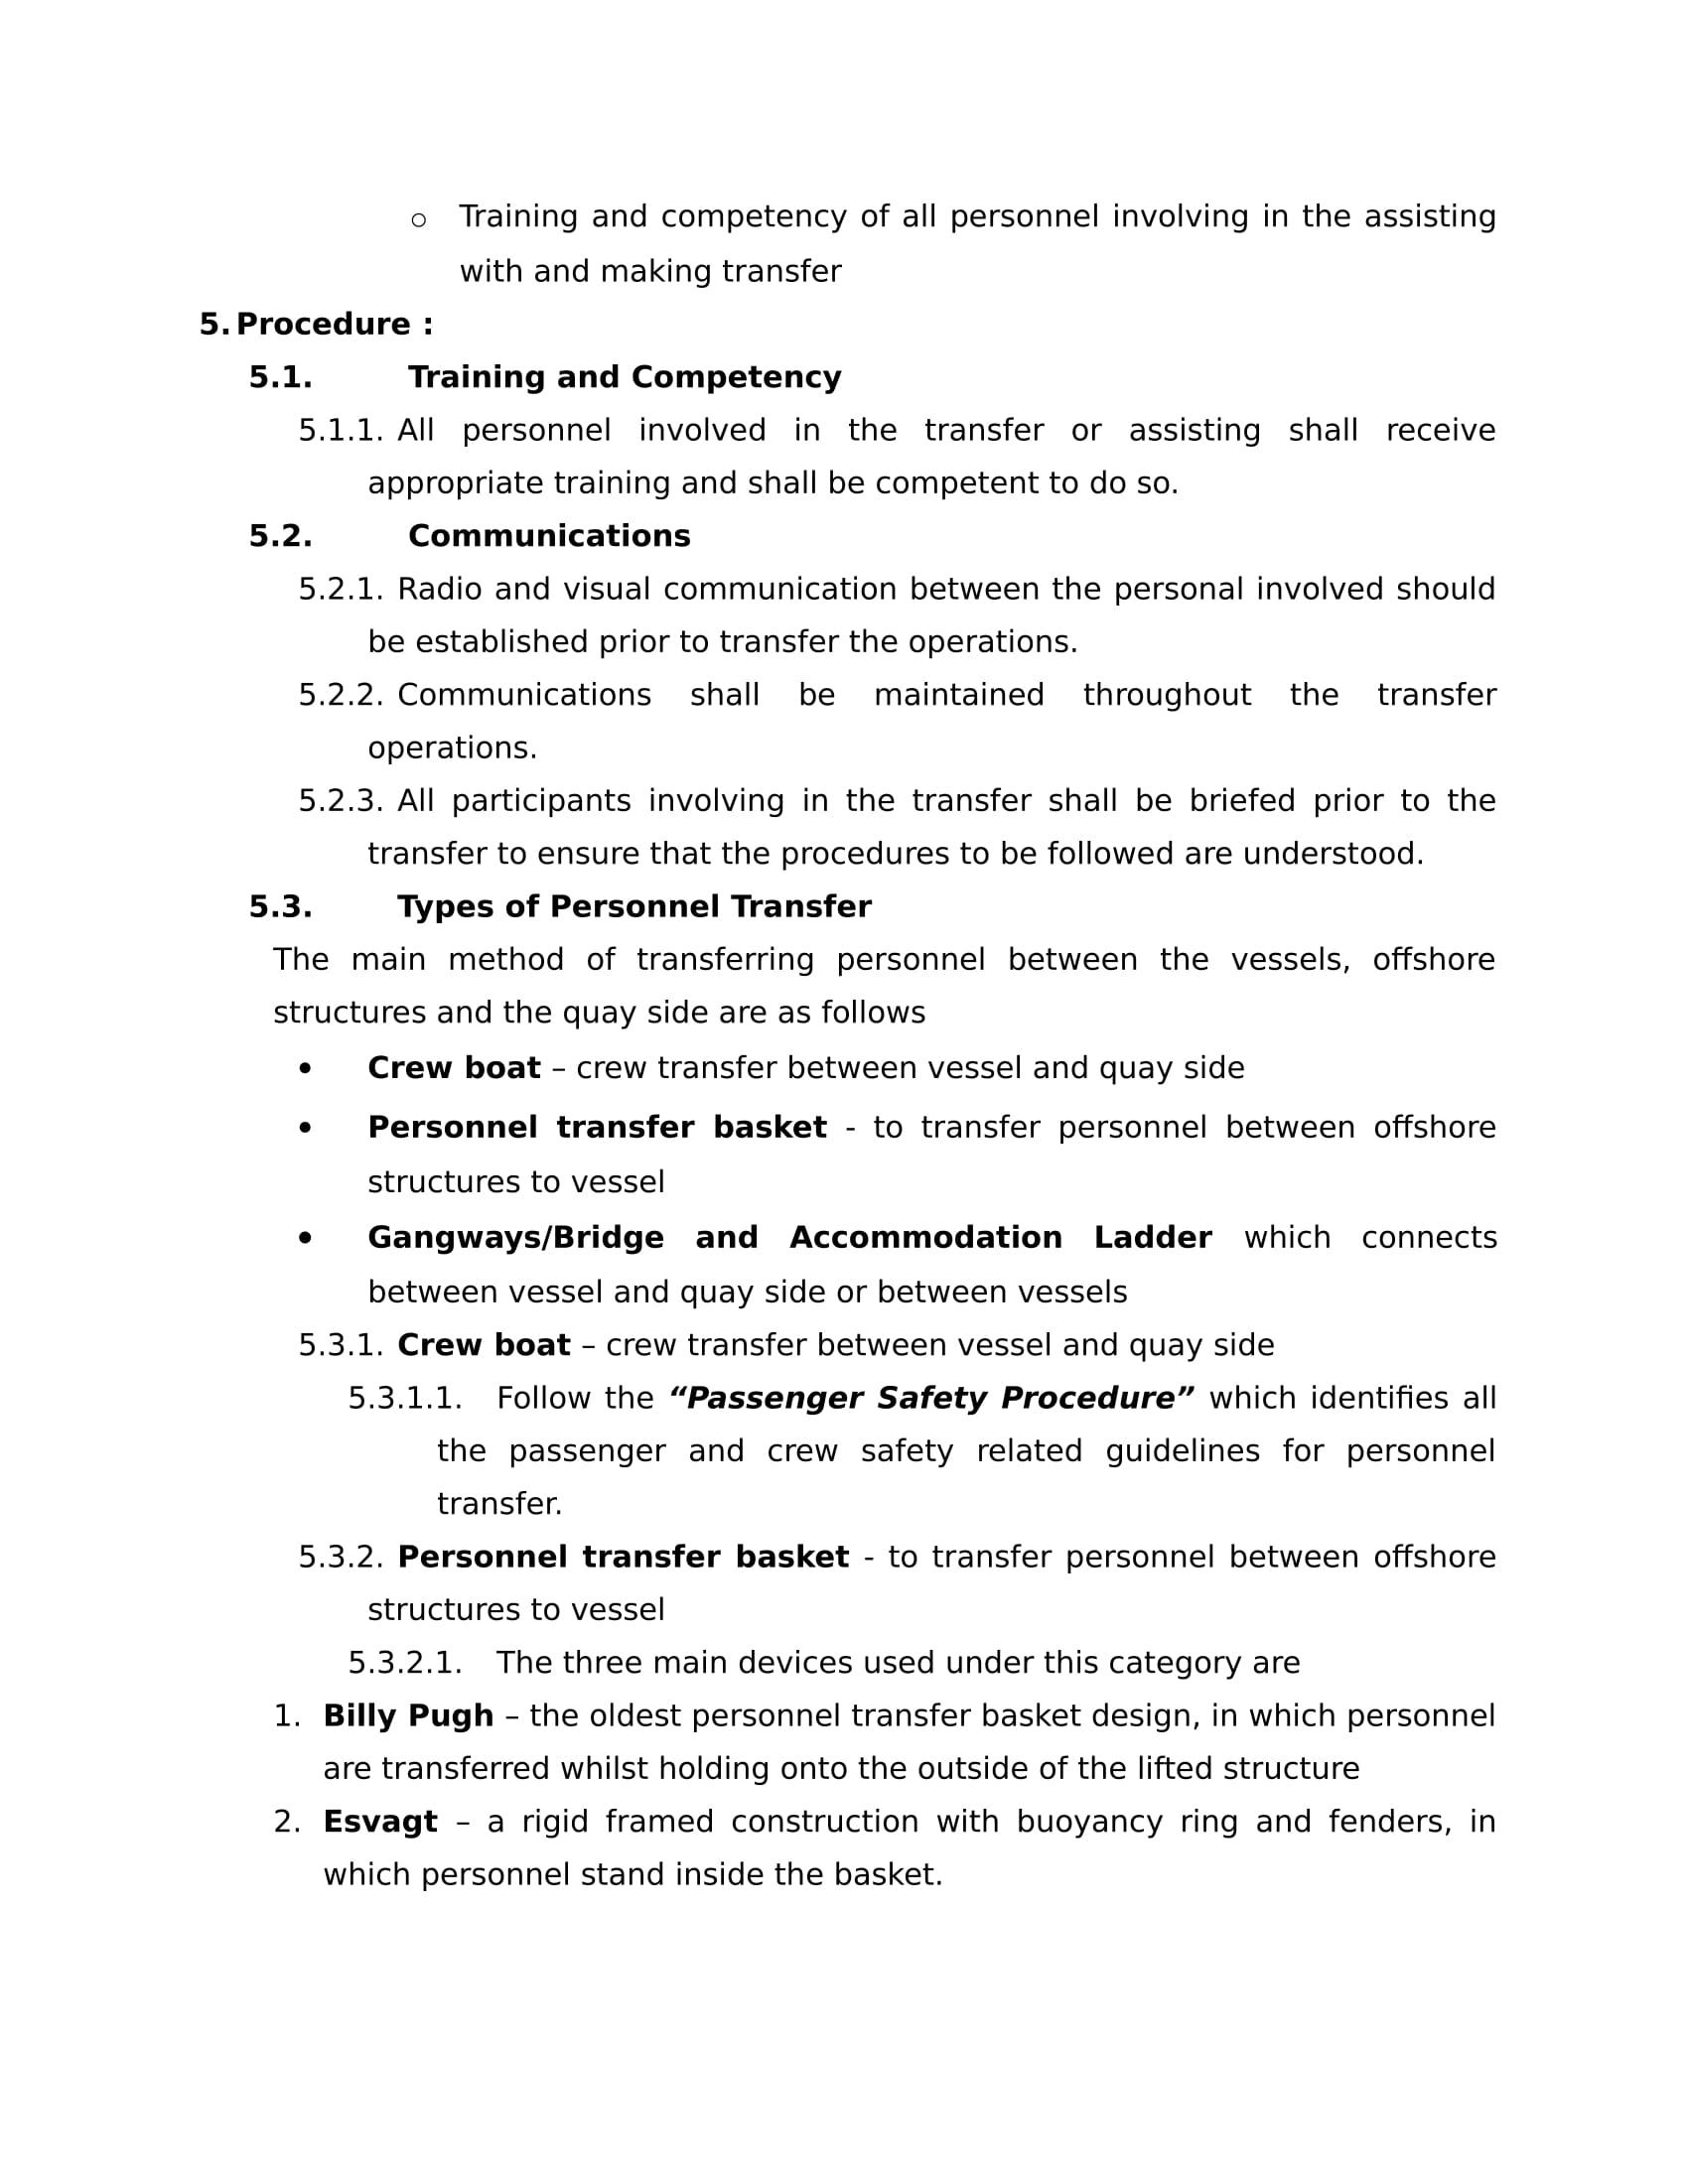 ○ Training and competency of all personnel involving in the assisting
with and making transfer
5. Procedure :
5.1. Training and Competency
5.1.1. All personnel involved in the transfer or assisting shall receive
appropriate training and shall be competent to do so.
5.2. Communications
5.2.1. Radio and visual communication between the personal involved should
be established prior to transfer the operations.
5.2.2. Communications shall be maintained throughout the transfer
operations.
5.2.3. All participants involving in the transfer shall be briefed prior to the
transfer to ensure that the procedures to be followed are understood.
5.3. Types of Personnel Transfer
The main method of transferring personnel between the vessels, offshore
structures and the quay side are as follows
• Crew boat – crew transfer between vessel and quay side
• Personnel transfer basket - to transfer personnel between offshore
structures to vessel
• Gangways/Bridge and Accommodation Ladder which connects
between vessel and quay side or between vessels
5.3.1. Crew boat – crew transfer between vessel and quay side
5.3.1.1. Follow the “Passenger Safety Procedure” which identifies all
the passenger and crew safety related guidelines for personnel
transfer.
5.3.2. Personnel transfer basket - to transfer personnel between offshore
structures to vessel
5.3.2.1. The three main devices used under this category are
1. Billy Pugh – the oldest personnel transfer basket design, in which personnel
are transferred whilst holding onto the outside of the lifted structure
2. Esvagt – a rigid framed construction with buoyancy ring and fenders, in
which personnel stand inside the basket.